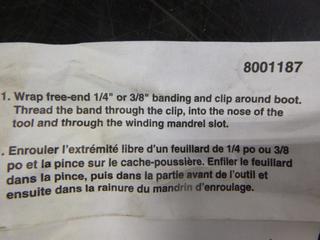 8001187
1. Wrap free-end 1/4" or 3/8" banding and clip around boot.
Thread the band through the clip, into the nose of the
tool and through the winding mandrel slot.
. Enrouler l'extrémité libre d'un feuillard de 1/4 po ou 3/8
po et la pince sur le cache-poussière. Enfiler le feuillard
dans la pince, puis dans la partie avant de l'outil et
ensuite dans la rainure du mandrin d'enroulage.